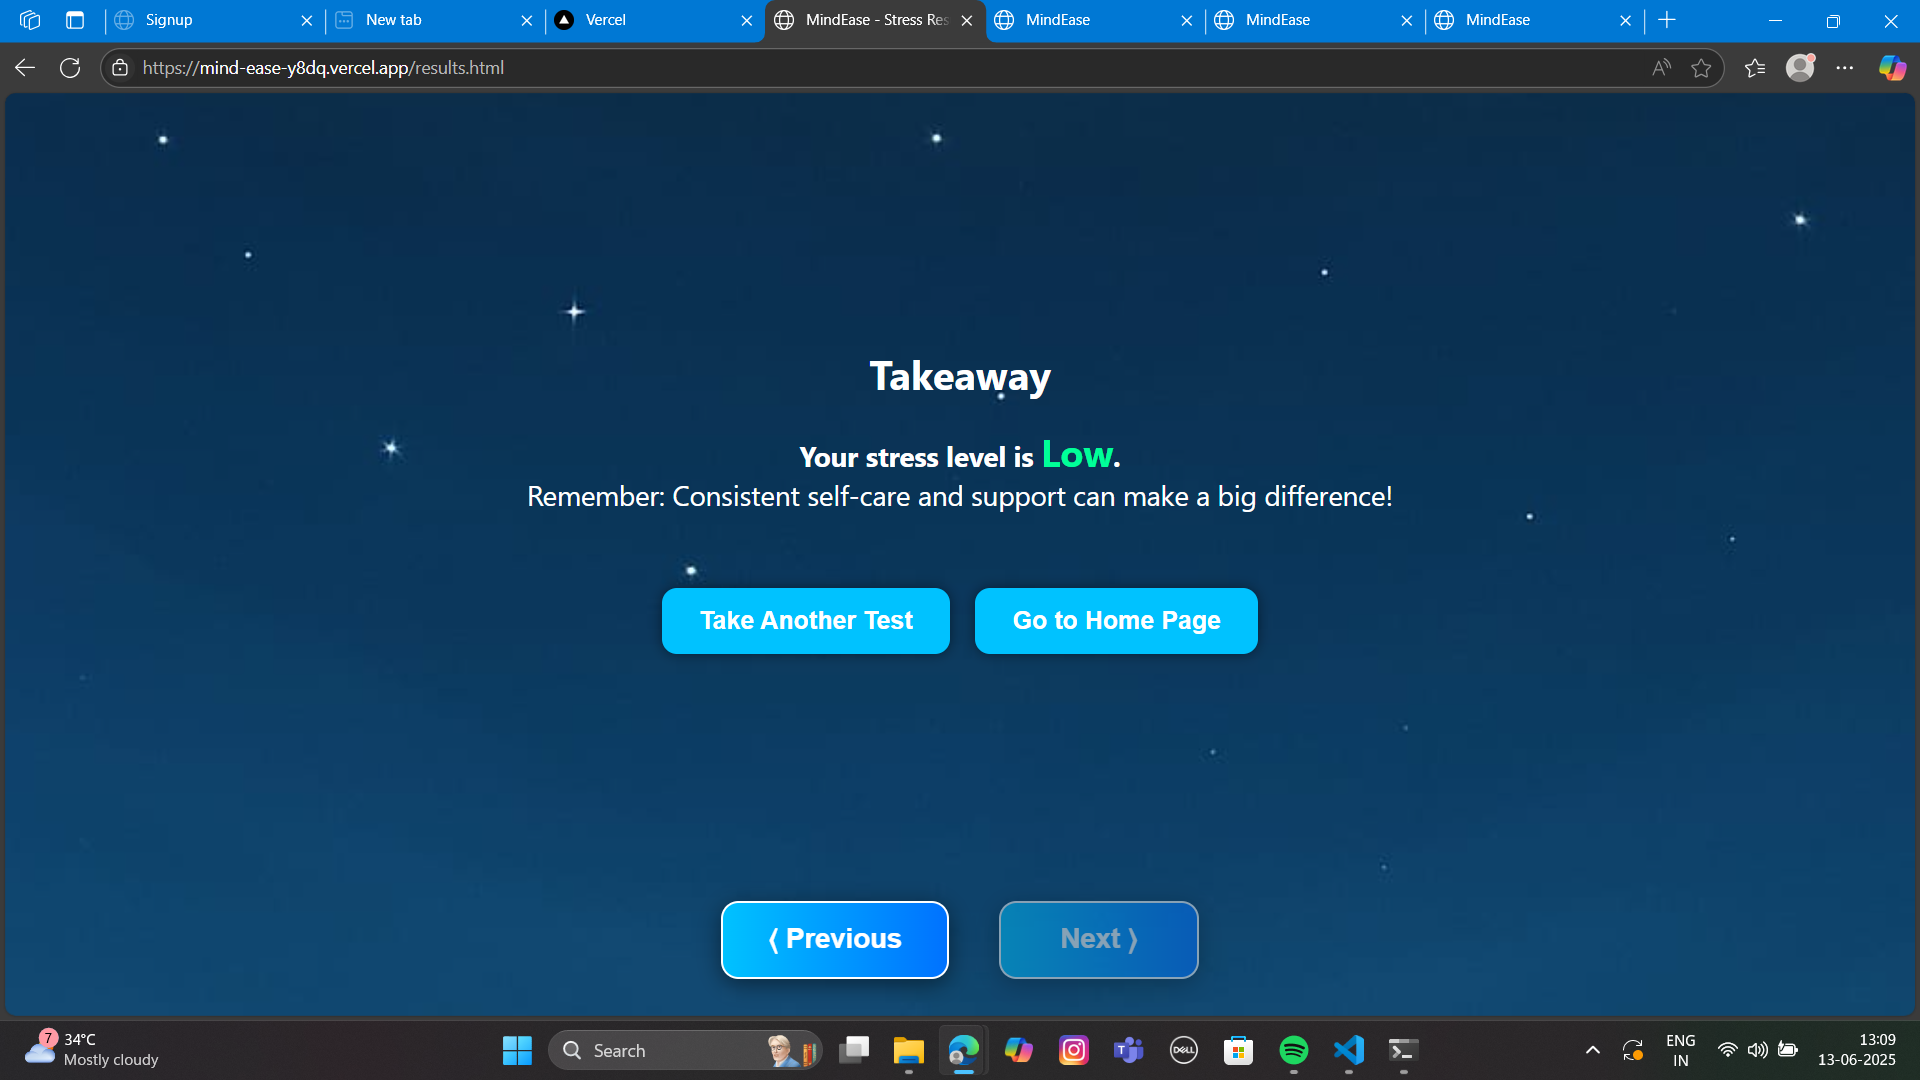 Signup
New tab
Vercel
MindEase - Stress Res
MindEase
MindEase
MindEase
https://mind-ease-y8dq.vercel.app/results.html
Takeaway
Your stress level is Low.
Remember: Consistent self-care and support can make a big difference!
Take Another Test
Go to Home Page
⟨ Previous
Next ⟩
7
34°C
Mostly cloudy
Search
DELL
ENG
IN
13:09
13-06-2025